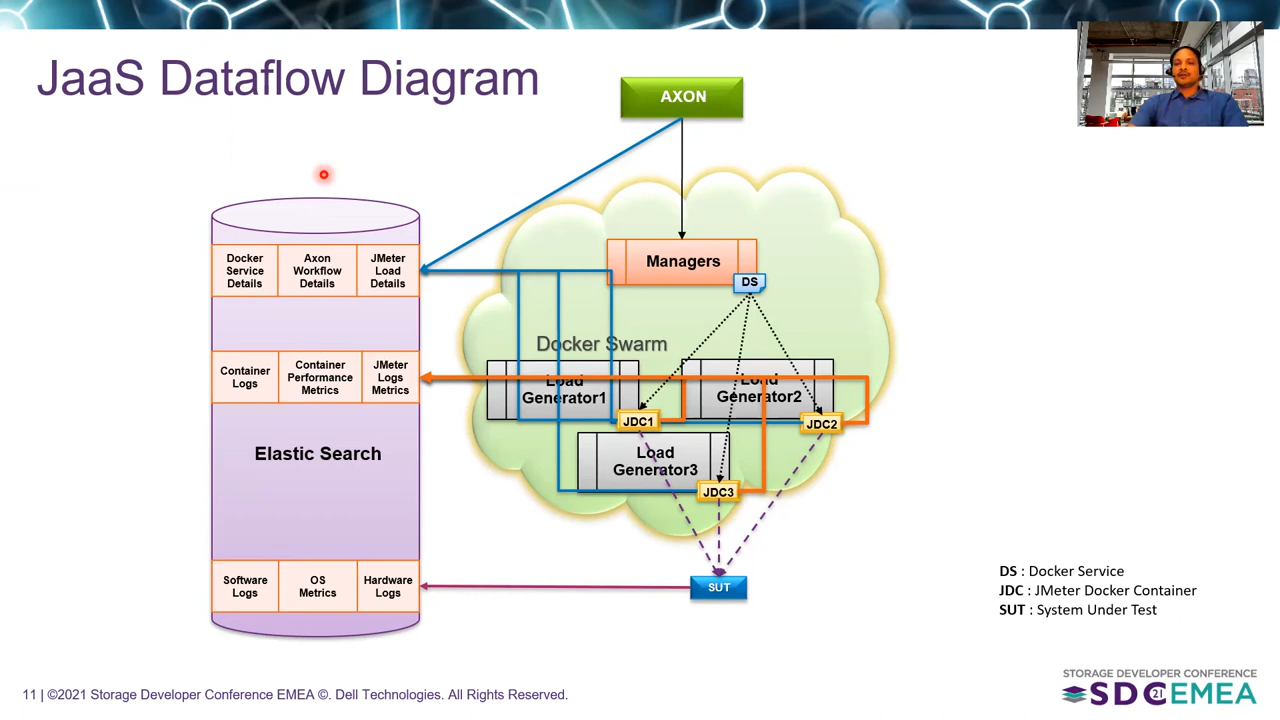 JaaS Dataflow Diagram
AXON
Docker
Service
Details
Axon
Workflow
Details
JMeter
Load
Details
Managers
DS
Docker Swarm
Container
Logs
Container
Performance
Metrics
JMeter
Logs
Metrics
Load
Generator1
Load
Generator2
JDC1
JDC2
Elastic Search
Load
Generator3
JDC3
Software
Logs
OS
Metrics
Hardware
Logs
SUT
DS : Docker Service
JDC : JMeter Docker Container
SUT : System Under Test
11 | ©2021 Storage Developer Conference EMEA ©. Dell Technologies. All Rights Reserved.
STORAGE DEVELOPER CONFERENCE
SDC21EMEA